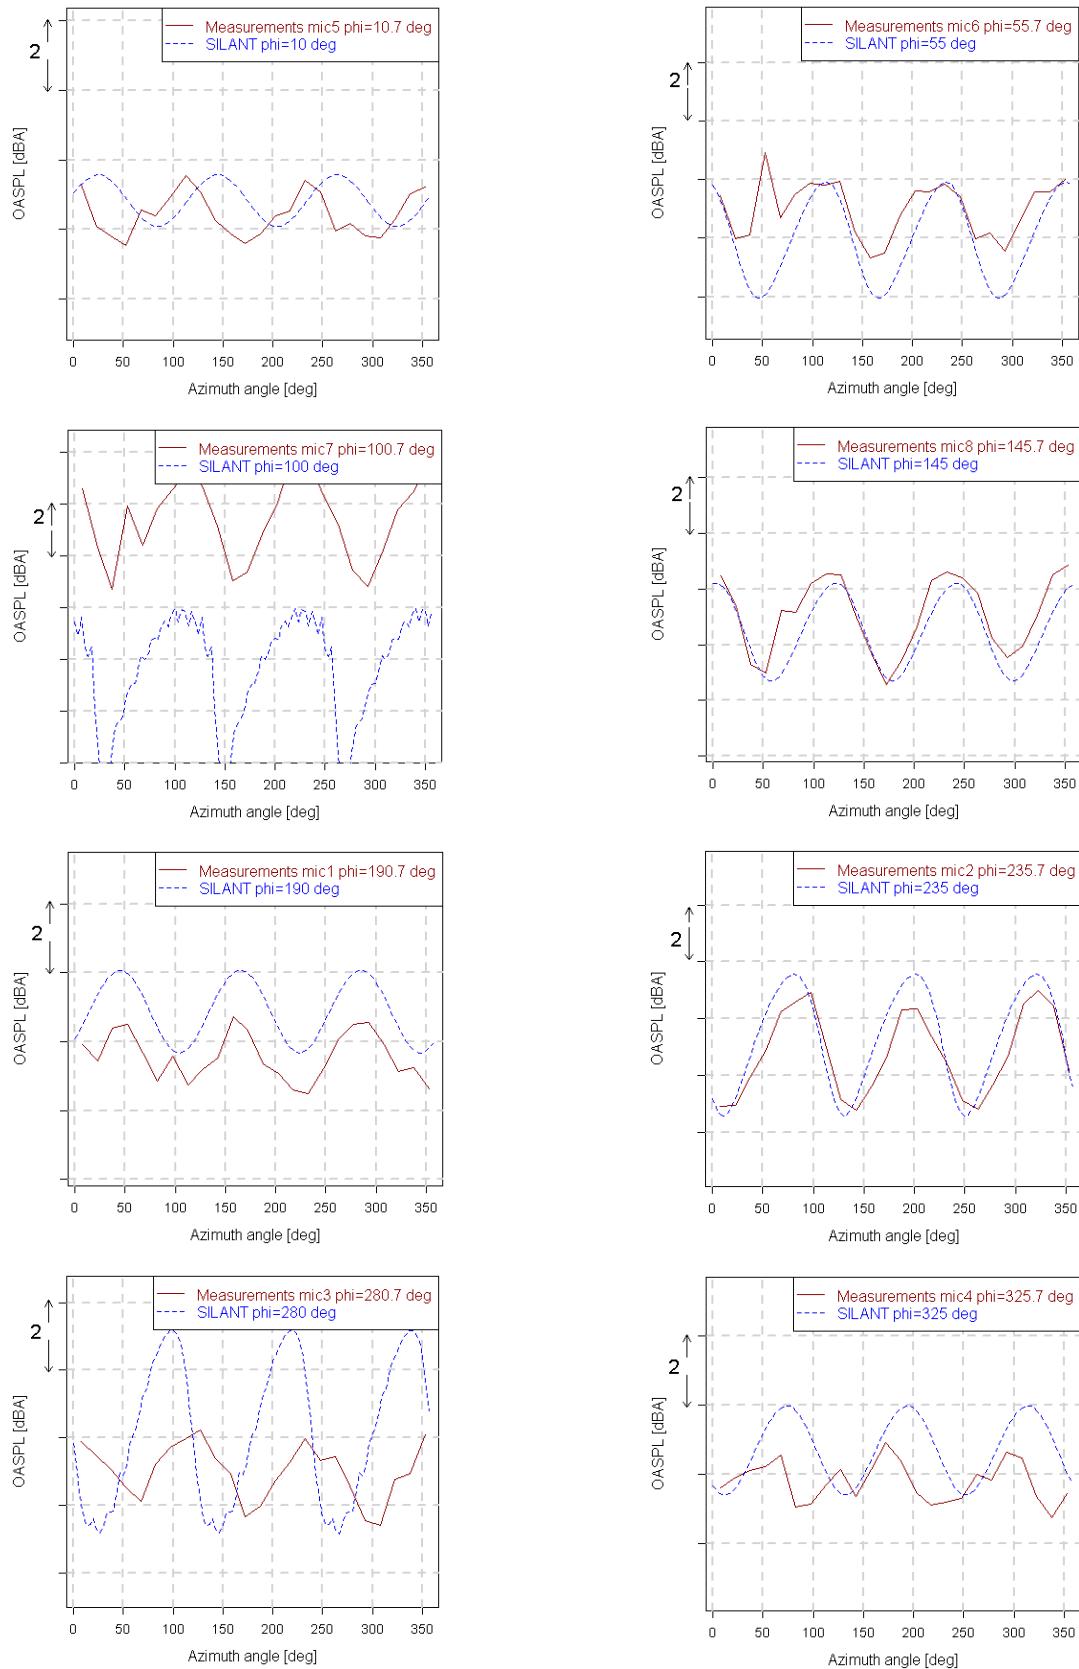 Measurements mic5 phi=10.7 deg
SILANT phi=10 deg
2
OASPL [dBA]
0 50 100 150 200 250 300 350
Azimuth angle [deg]
Measurements mic6 phi=55.7 deg
SILANT phi=55 deg
2
OASPL [dBA]
0 50 100 150 200 250 300 350
Azimuth angle [deg]
Measurements mic7 phi=100.7 deg
SILANT phi=100 deg
2
OASPL [dBA]
0 50 100 150 200 250 300 350
Azimuth angle [deg]
Measurements mic8 phi=145.7 deg
SILANT phi=145 deg
2
OASPL [dBA]
0 50 100 150 200 250 300 350
Azimuth angle [deg]
Measurements mic1 phi=190.7 deg
SILANT phi=190 deg
2
OASPL [dBA]
0 50 100 150 200 250 300 350
Azimuth angle [deg]
Measurements mic2 phi=235.7 deg
SILANT phi=235 deg
2
OASPL [dBA]
0 50 100 150 200 250 300 350
Azimuth angle [deg]
Measurements mic3 phi=280.7 deg
SILANT phi=280 deg
2
OASPL [dBA]
0 50 100 150 200 250 300 350
Azimuth angle [deg]
Measurements mic4 phi=325.7 deg
SILANT phi=325 deg
2
OASPL [dBA]
0 50 100 150 200 250 300 350
Azimuth angle [deg]